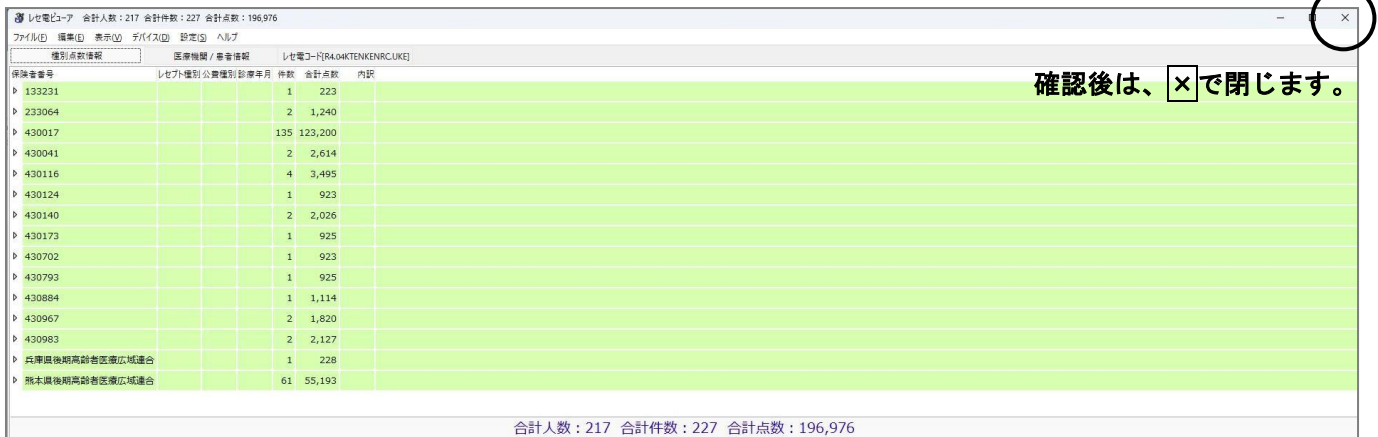 レセ電ビューア 合計人数：217 合計件数：227 合計点数：196,976
ファイル(F) 編集(E) 表示(V) デバイス(D) 設定(S) ヘルプ
種別点数情報 医療機関 / 患者情報 レセ電コード[R4.04KTENKENRC.UKE]
保険者番号 レセプト種別 公費種別 診療年月 件数 合計点数 内訳
確認後は、×で閉じます。
133231 1 223
233064 2 1,240
430017 135 123,200
430041 2 2,614
430116 4 3,495
430124 1 923
430140 2 2,026
430173 1 925
430702 1 923
430793 1 925
430884 1 1,114
430967 2 1,820
430983 2 2,127
兵庫県後期高齢者医療広域連合 1 228
熊本県後期高齢者医療広域連合 61 55,193
合計人数：217 合計件数：227 合計点数：196,976